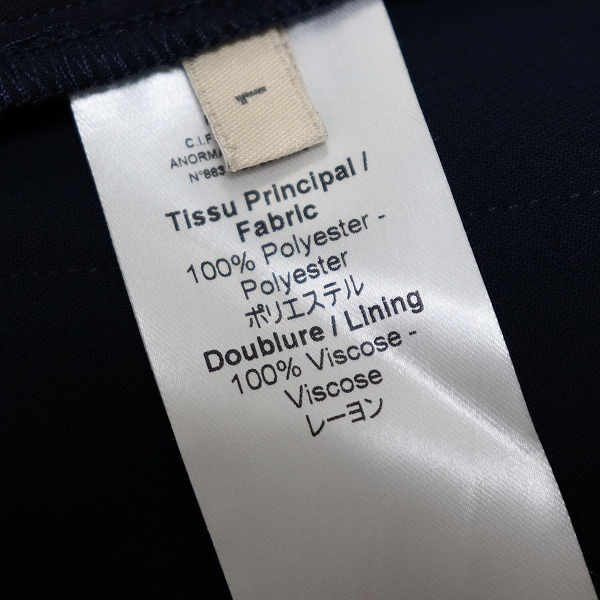 1
C.I.F
ANORMA
N°883
Tissu Principal /
Fabric
100% Polyester -
Polyester
ポリエステル
Doublure / Lining
100% Viscose -
Viscose
レーヨン